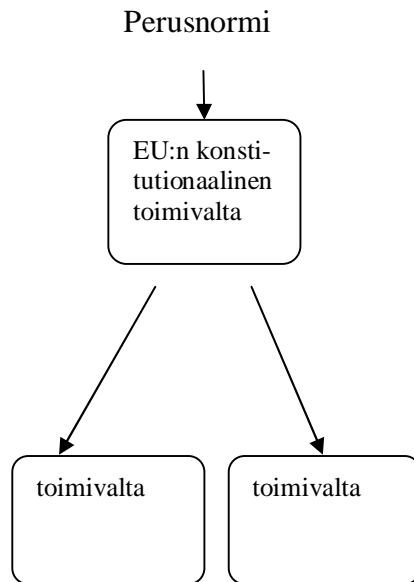 Perusnormi
EU:n konsti-
tutionaalinen
toimivalta
toimivalta
toimivalta